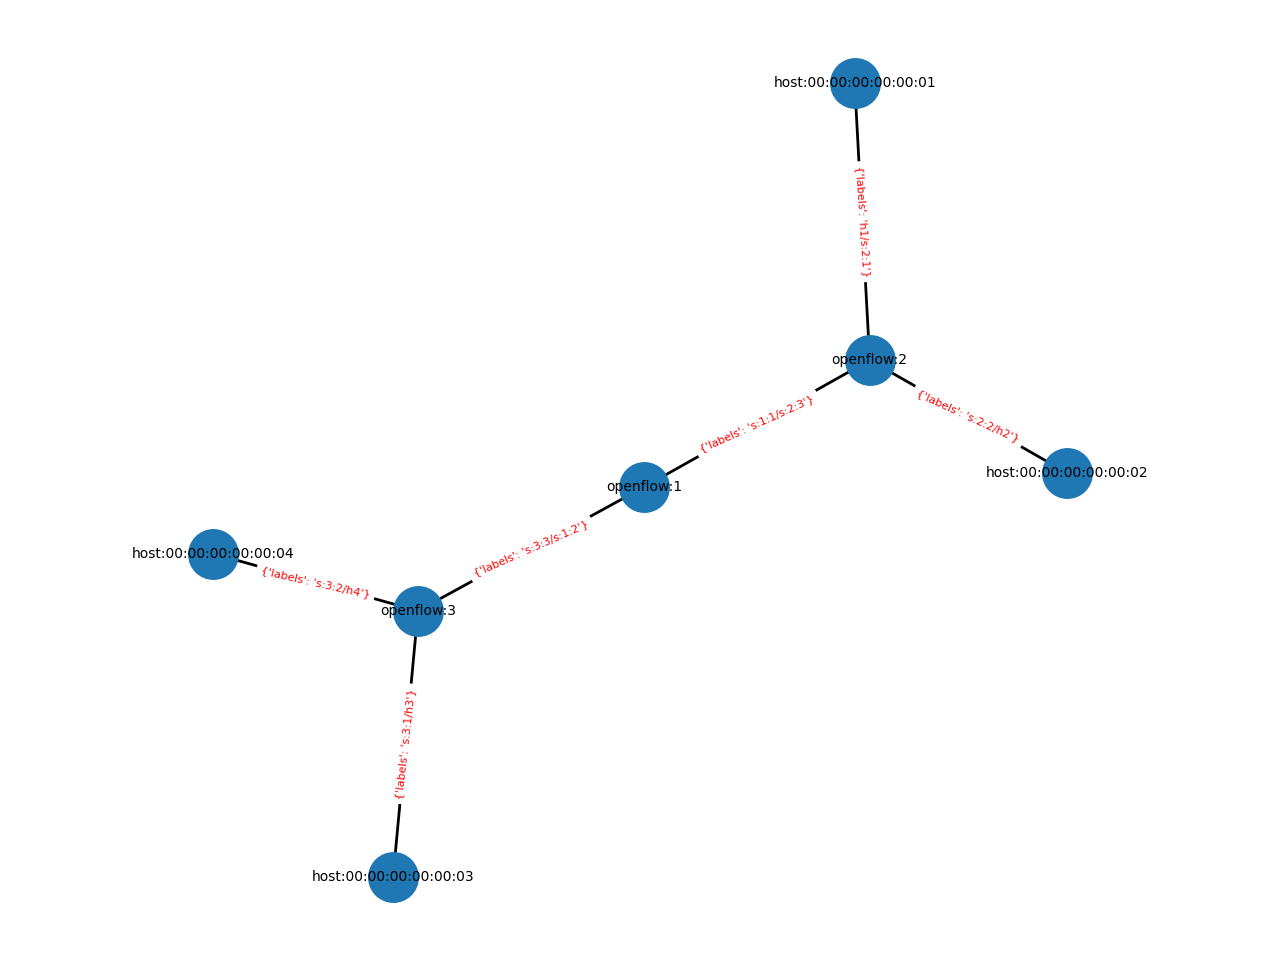 host:00:00:00:00:00:01
{'labels': 'h1/s:2:1'}
openflow:2
{'labels': 's:1:1/s:2:3'}
{'labels': 's:2:2/h2'}
host:00:00:00:00:00:02
openflow:1
{'labels': 's:3:3/s:1:2'}
host:00:00:00:00:00:04
{'labels': 's:3:2/h4'}
openflow:3
{'labels': 's:3:1/h3'}
host:00:00:00:00:00:03